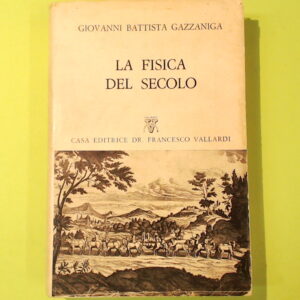 GIOVANNI BATTISTA GAZZANIGA
LA FISICA
DEL SECOLO
CASA EDITRICE DR. FRANCESCO VALLARDI